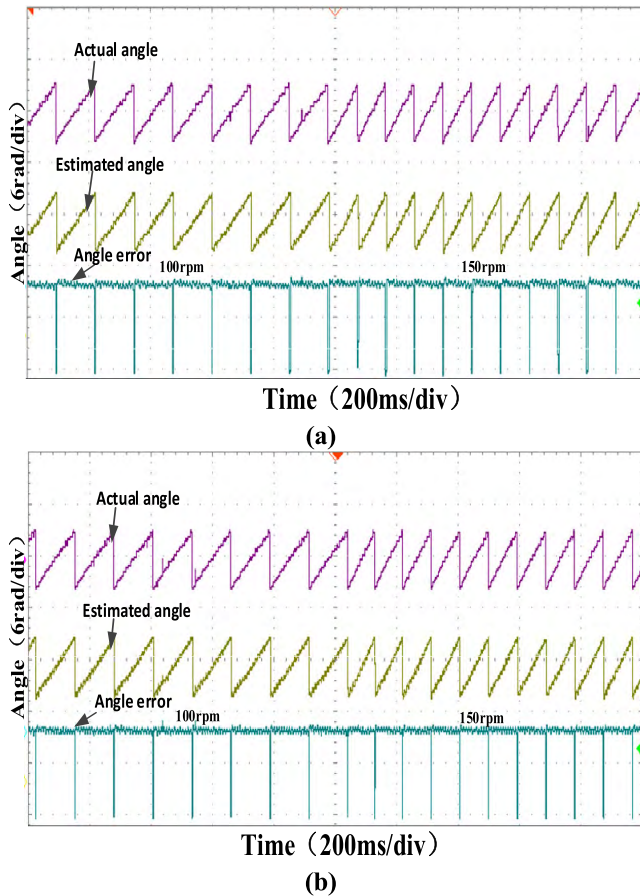 Actual angle
Estimated angle
Angle error
100rpm
150rpm
Angle（6rad/div）
Time（200ms/div）
(a)
Actual angle
Estimated angle
Angle error
100rpm
150rpm
Angle（6rad/div）
Time（200ms/div）
(b)